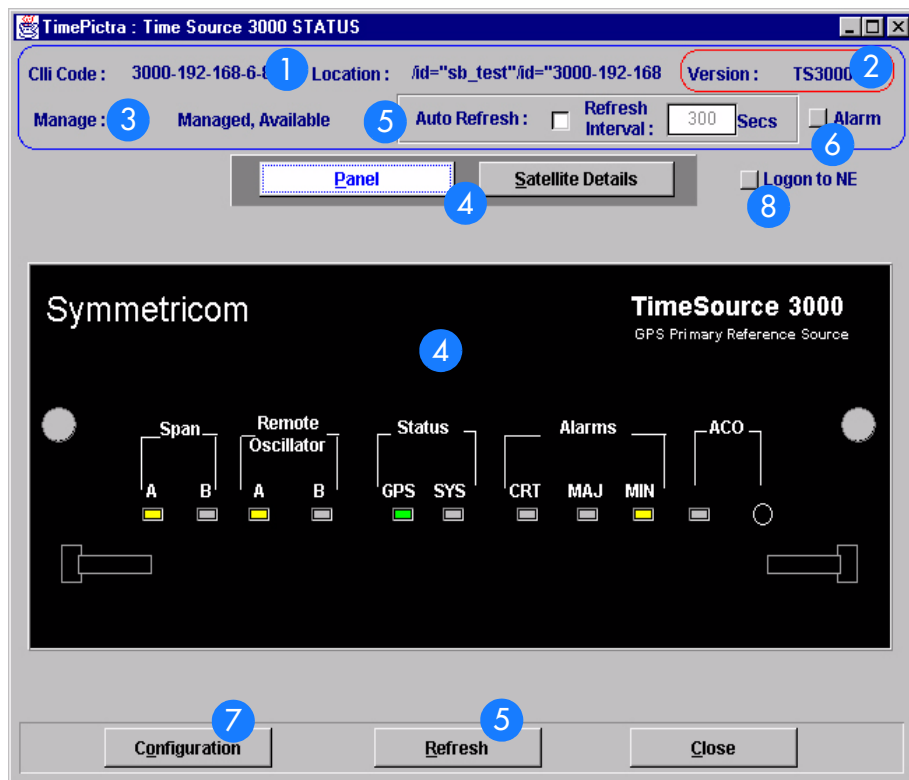 TimePictra : Time Source 3000 STATUS
Clli Code : 3000-192-168-6- 1 Location : /id="sb_test"/id="3000-192-168 Version : TS3000 2
Manage : 3 Managed, Available 5 Auto Refresh : Refresh Interval : 300 Secs Alarm
6
Panel Satellite Details Logon to NE
4 8
Symmetricom TimeSource 3000
GPS Primary Reference Source
4
Span Remote Oscillator Status Alarms ACO
A B A B GPS SYS CRT MAJ MIN
7 5
Configuration Refresh Close